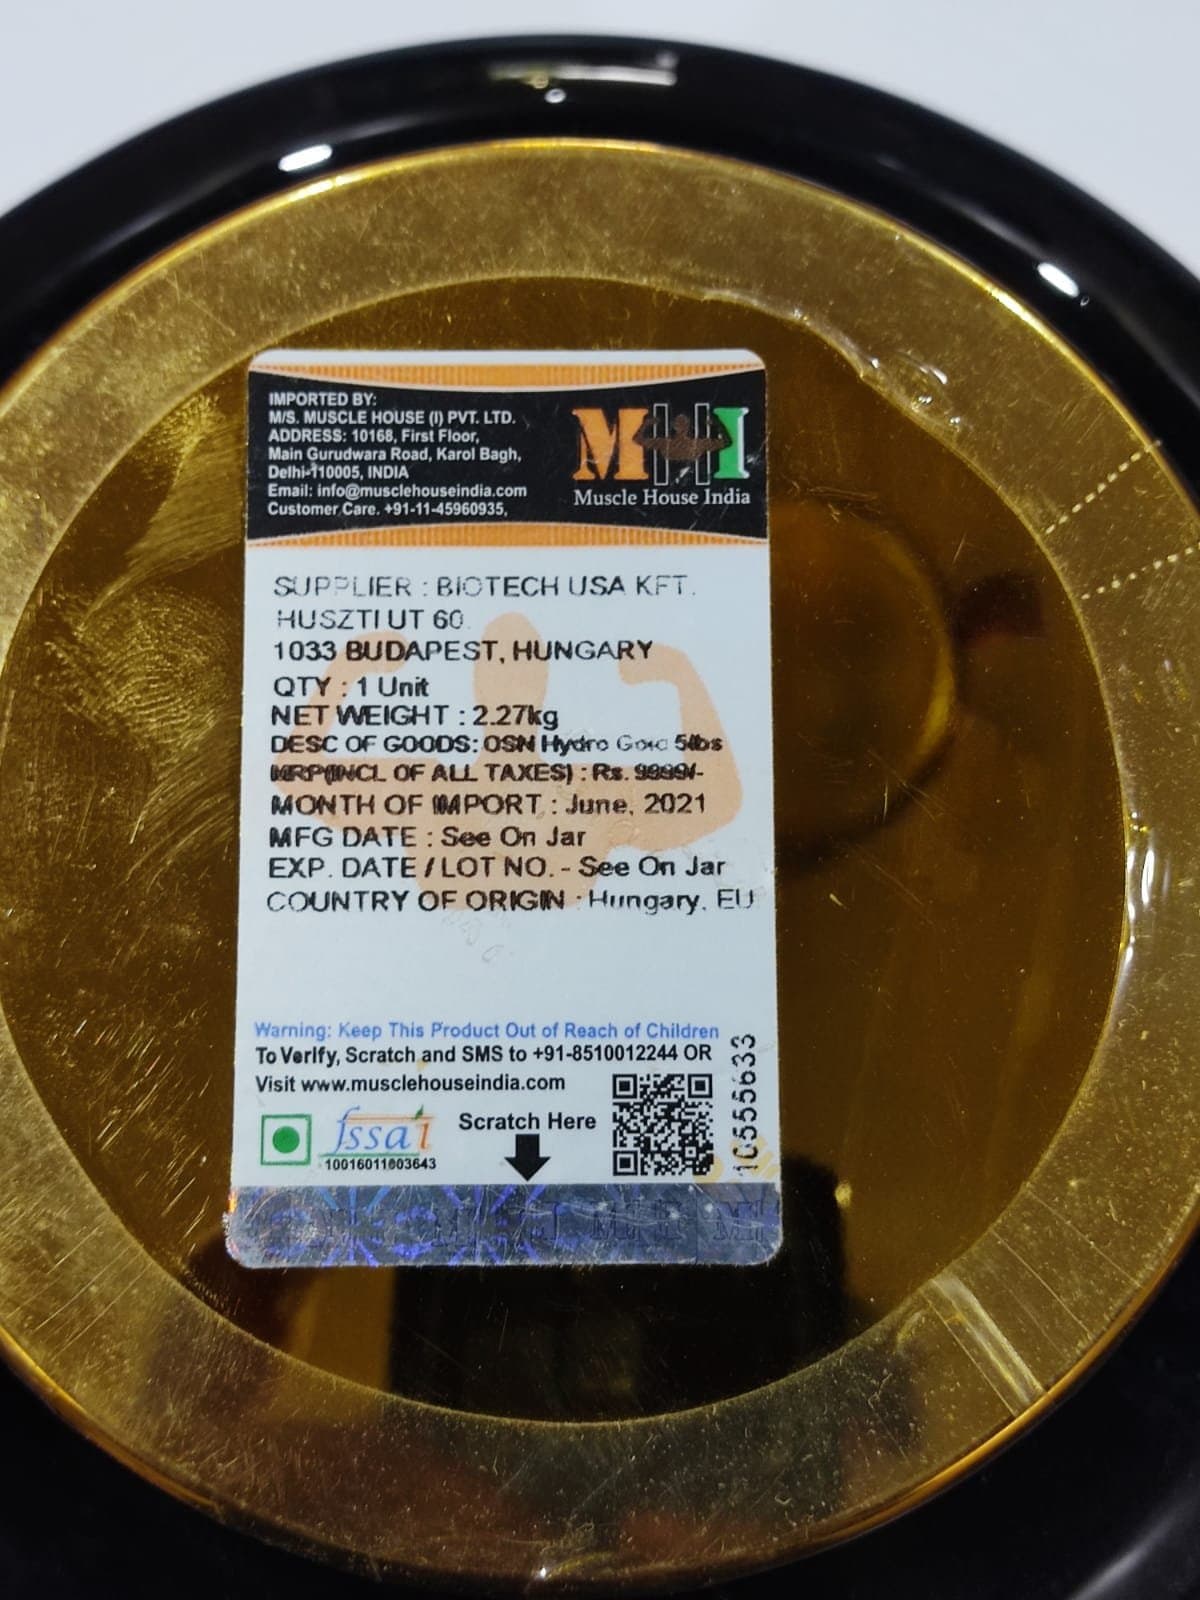 IMPORTED BY:
M/S. MUSCLE HOUSE (I) PVT. LTD.
ADDRESS: 10168, First Floor,
Main Gurudwara Road, Karol Bagh,
Delhi-110005, INDIA
Email: info@musclehouseindia.com
Customer Care. +91-11-45960935,
MHI
Muscle House India
SUPPLIER : BIOTECH USA KFT.
HUSZTI UT 60.
1033 BUDAPEST, HUNGARY
QTY : 1 Unit
NET WEIGHT : 2.27kg
DESC OF GOODS: OSN Hydro Gold 5lbs
MRP(INCL OF ALL TAXES) : Rs. 9999/-
MONTH OF IMPORT : June, 2021
MFG DATE : See On Jar
EXP. DATE / LOT NO. - See On Jar
COUNTRY OF ORIGIN : Hungary, EU
Warning: Keep This Product Out of Reach of Children
To Verify, Scratch and SMS to +91-8510012244 OR
Visit www.musclehouseindia.com
fssai
10016011003643
Scratch Here
10555633